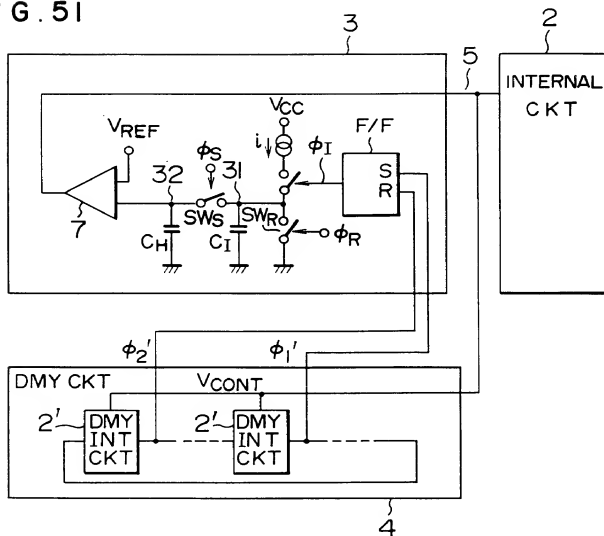 FIG. 51
3
2
5
INTERNAL
CKT
VCC
VREF
i
φI
F/F
φS
32
31
S
R
7
SWS
SWR
φR
CH
CI
φ2'
φ1'
DMY CKT
VCONT
2'
DMY
INT
CKT
2'
DMY
INT
CKT
4